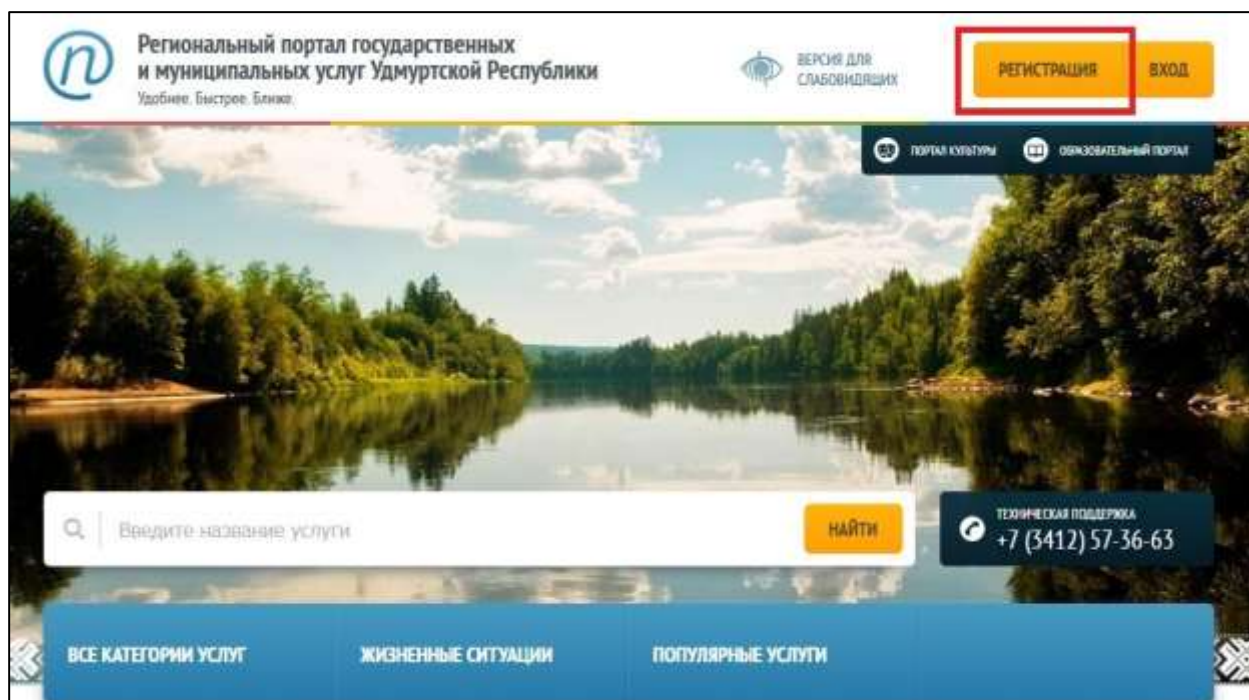 Региональный портал государственных
и муниципальных услуг Удмуртской Республики
Удобнее. Быстрее. Ближе.
ВЕРСИЯ ДЛЯ
СЛАБОВИДЯЩИХ
РЕГИСТРАЦИЯ
ВХОД
ПОРТАЛ КУЛЬТУРЫ
ОБРАЗОВАТЕЛЬНЫЙ ПОРТАЛ
Введите название услуги
НАЙТИ
ТЕХНИЧЕСКАЯ ПОДДЕРЖКА
+7 (3412) 57-36-63
ВСЕ КАТЕГОРИИ УСЛУГ
ЖИЗНЕННЫЕ СИТУАЦИИ
ПОПУЛЯРНЫЕ УСЛУГИ